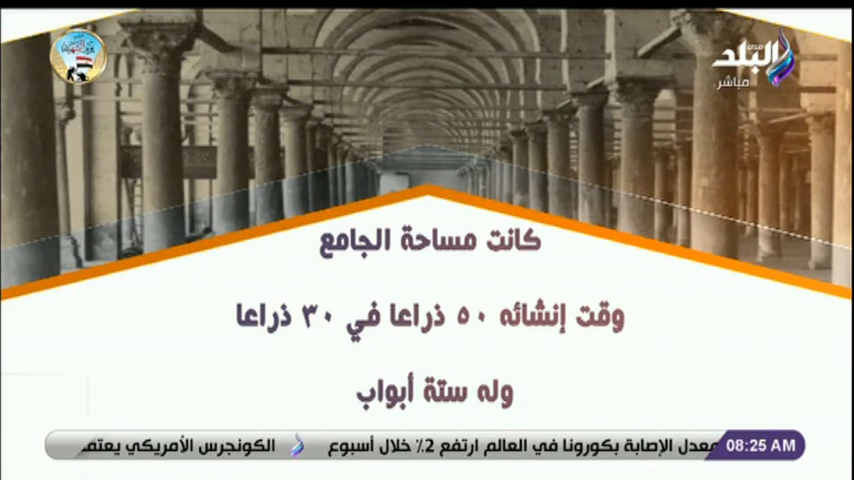 صدى
البلد
مباشر
كانت مساحة الجامع
وقت إنشائه ٥٠ ذراعا في ٣٠ ذراعا
وله ستة أبواب
08:25 AM
معدل الإصابة بكورونا في العالم ارتفع 2٪ خلال أسبوع
الكونجرس الأمريكي